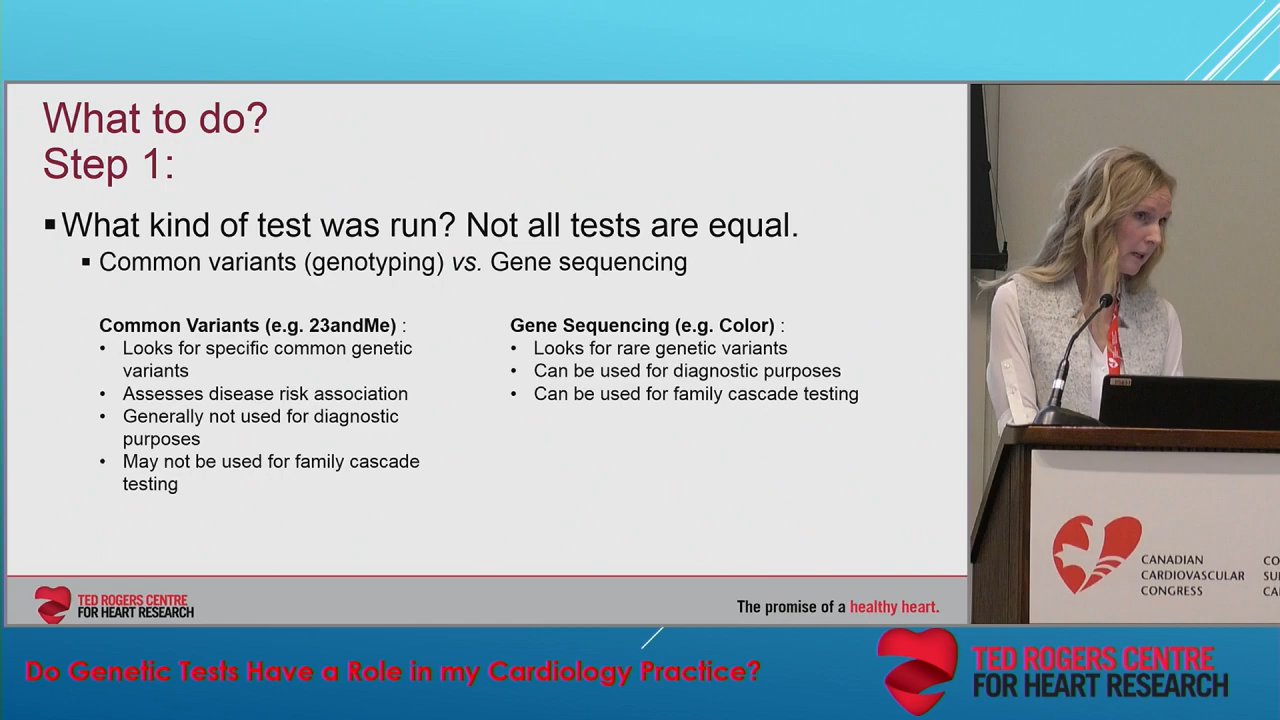 What to do?
Step 1:
▪What kind of test was run? Not all tests are equal.
▪ Common variants (genotyping) vs. Gene sequencing
Common Variants (e.g. 23andMe) :
• Looks for specific common genetic
variants
• Assesses disease risk association
• Generally not used for diagnostic
purposes
• May not be used for family cascade
testing
Gene Sequencing (e.g. Color) :
• Looks for rare genetic variants
• Can be used for diagnostic purposes
• Can be used for family cascade testing
TED ROGERS CENTRE
FOR HEART RESEARCH
The promise of a healthy heart.
CANADIAN
CARDIOVASCULAR
CONGRESS
CO
SU
CA
Do Genetic Tests Have a Role in my Cardiology Practice?
TED ROGERS CENTRE
FOR HEART RESEARCH